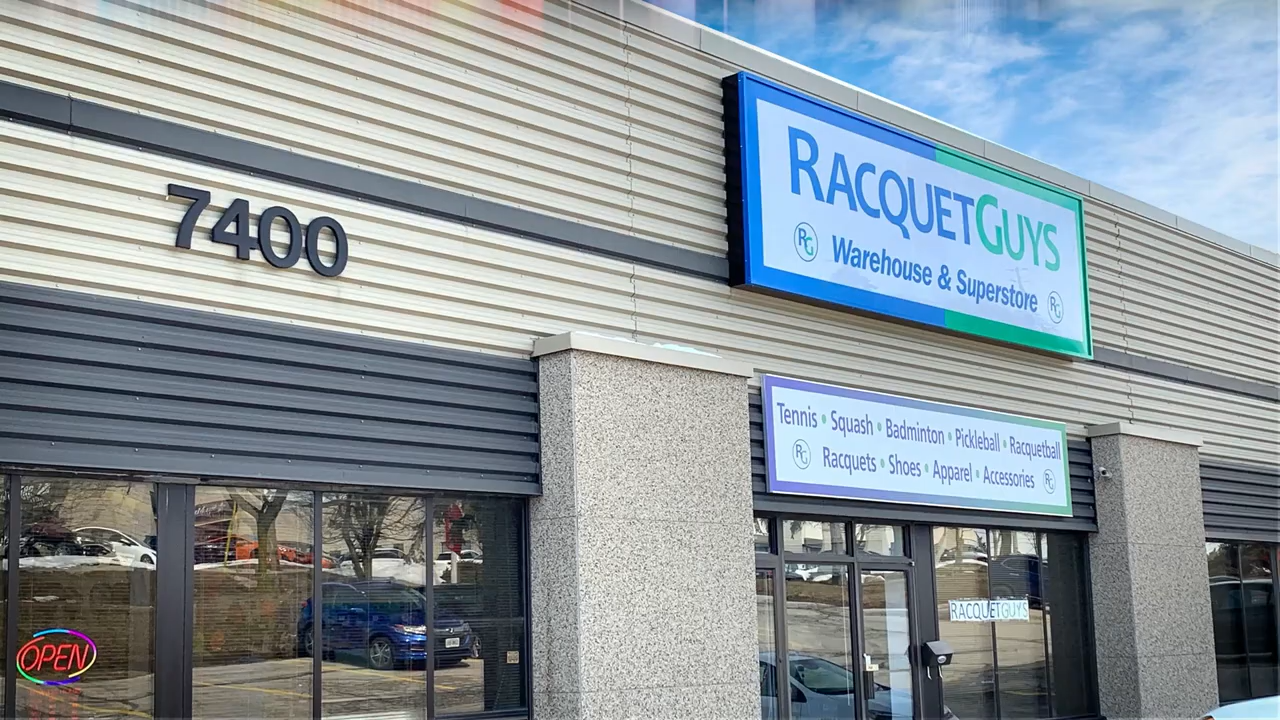 7400
RACQUETGUYS
RG Warehouse & Superstore RG
Tennis • Squash • Badminton • Pickleball • Racquetball
RG Racquets • Shoes • Apparel • Accessories RG
RACQUETGUYS
OPEN